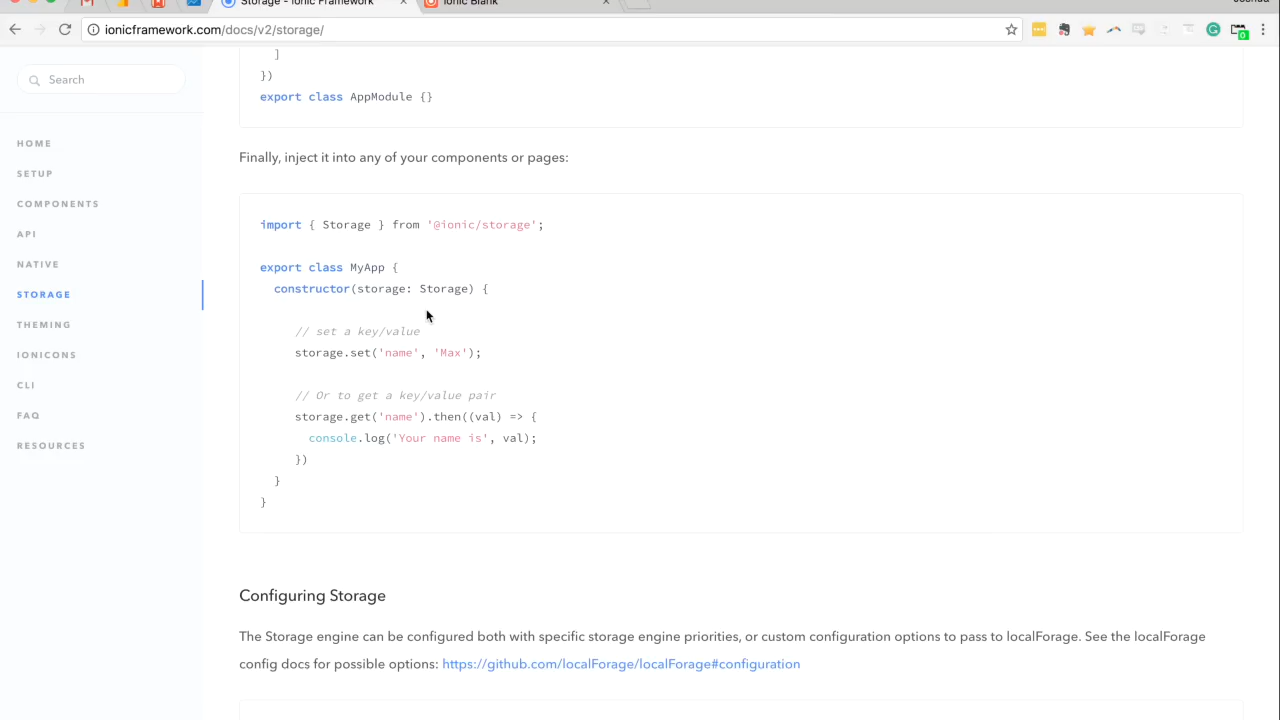 Storage - Ionic Framework
Ionic Blank
Joshua
ionicframework.com/docs/v2/storage/
0
Search
HOME
SETUP
COMPONENTS
API
NATIVE
STORAGE
THEMING
IONICONS
CLI
FAQ
RESOURCES
]
})
export class AppModule {}
Finally, inject it into any of your components or pages:
import { Storage } from '@ionic/storage';
export class MyApp {
constructor(storage: Storage) {
// set a key/value
storage.set('name', 'Max');
// Or to get a key/value pair
storage.get('name').then((val) => {
console.log('Your name is', val);
})
}
}
Configuring Storage
The Storage engine can be configured both with specific storage engine priorities, or custom configuration options to pass to localForage. See the localForage
config docs for possible options: https://github.com/localForage/localForage#configuration